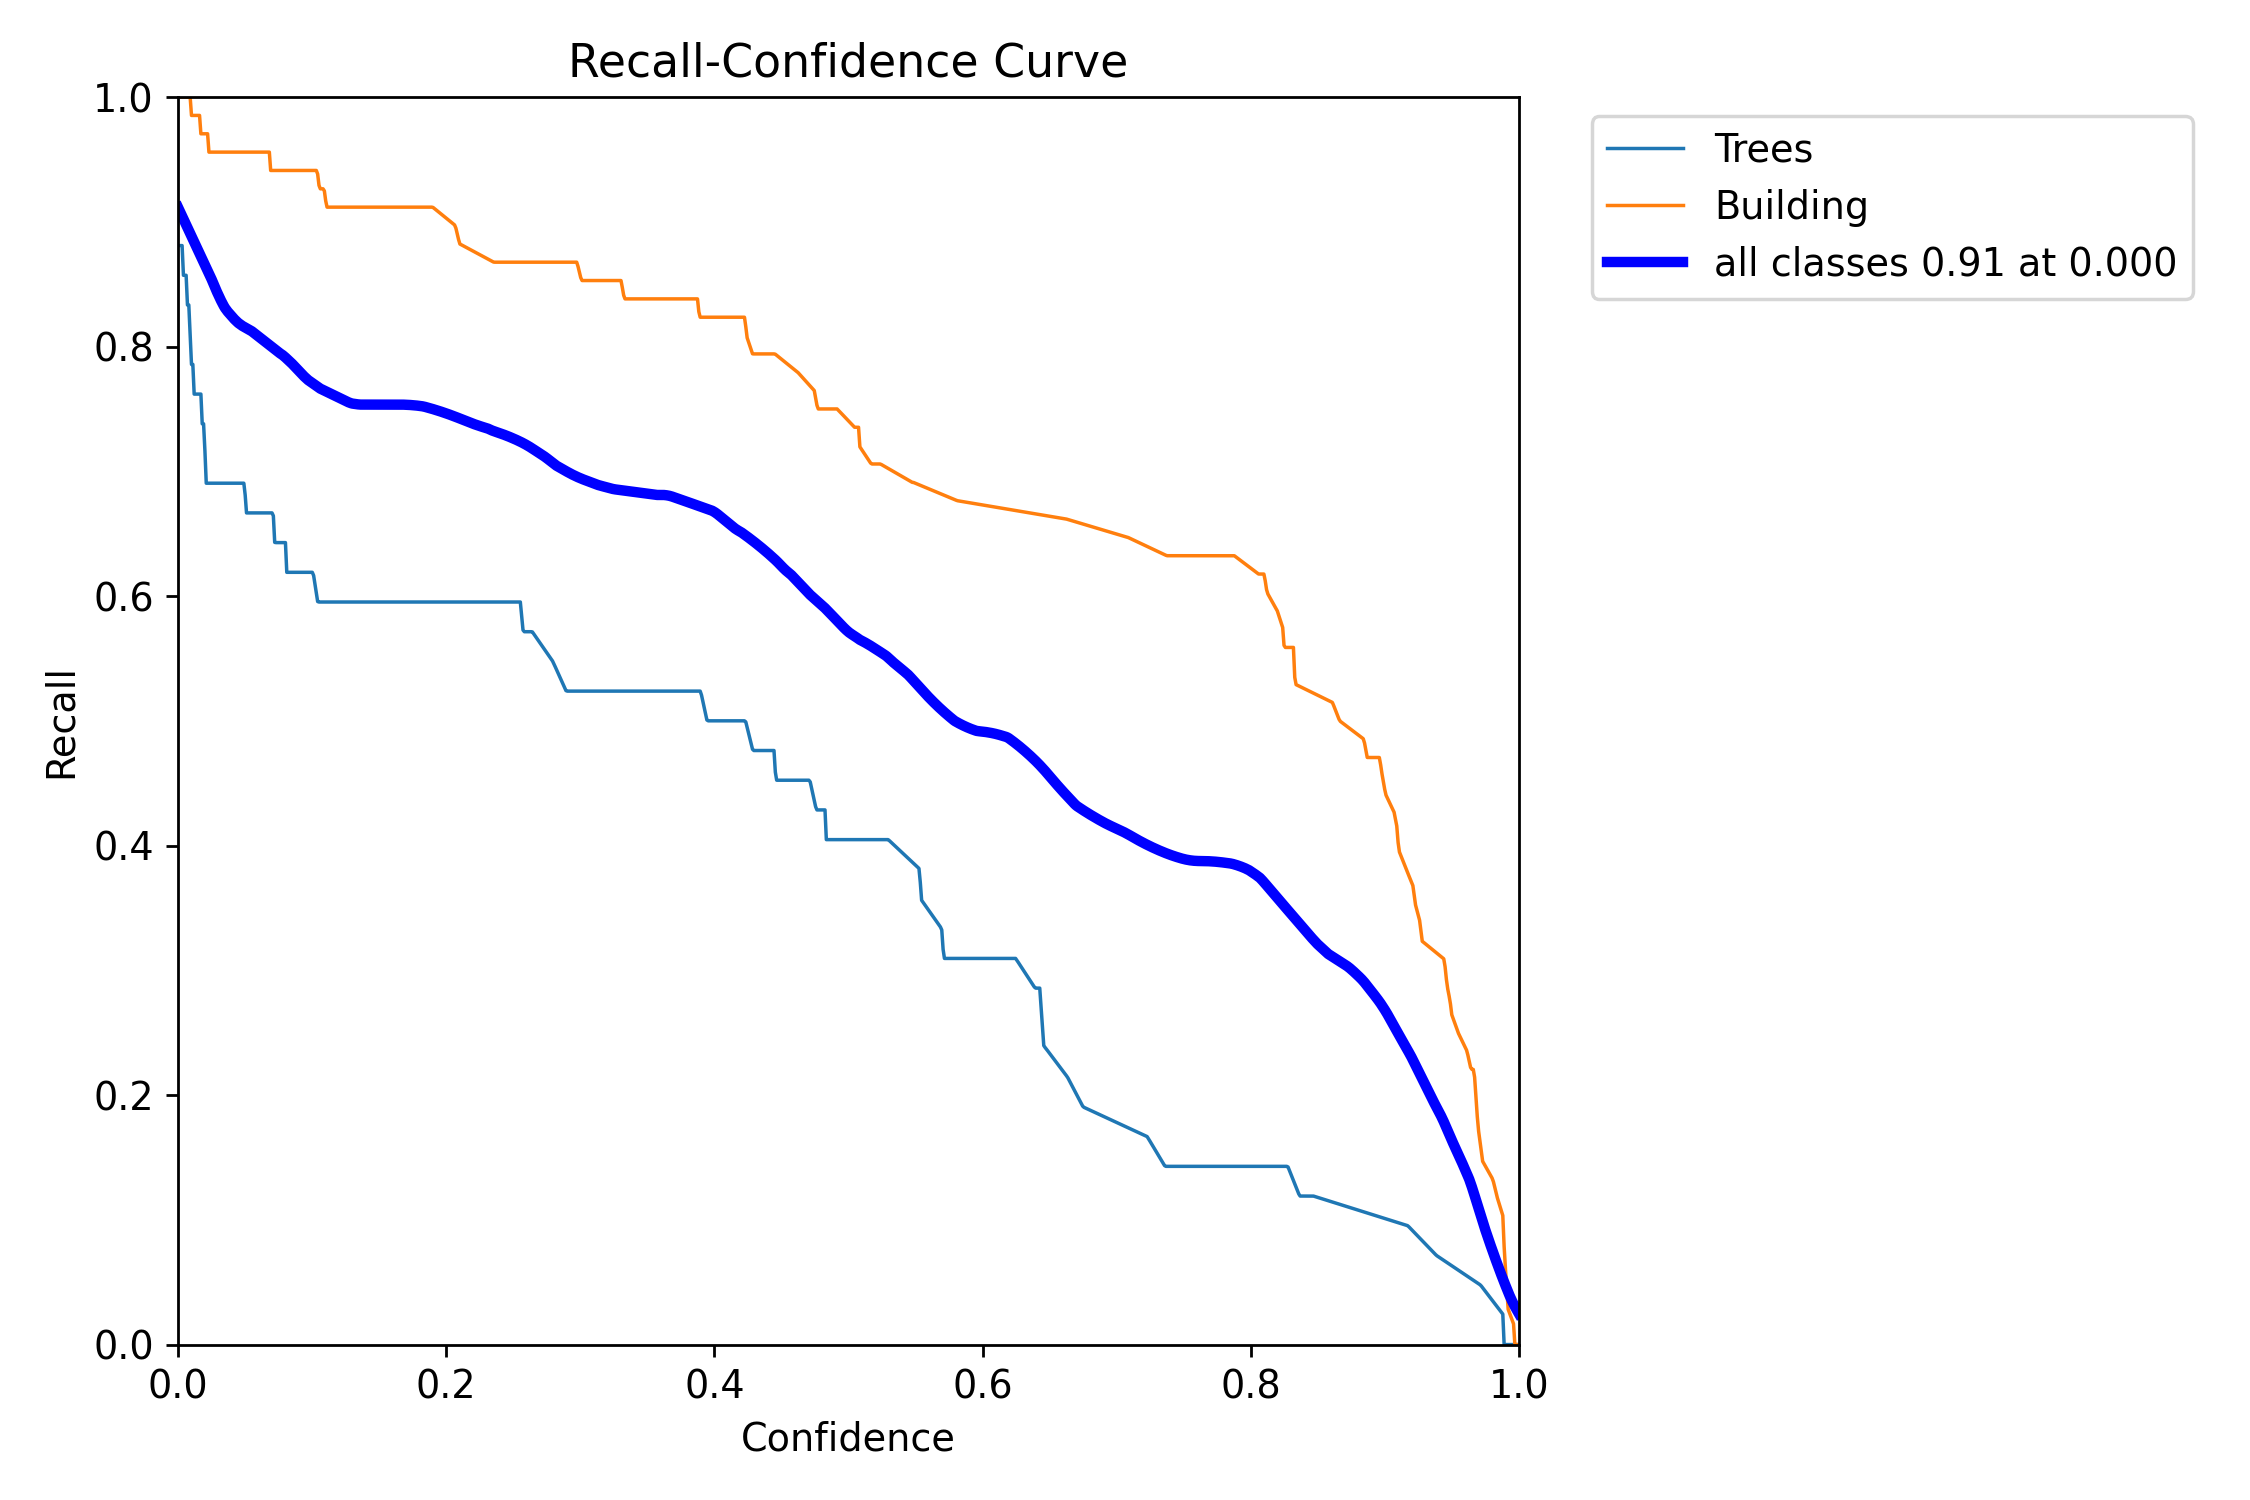 Recall-Confidence Curve
1.0
0.8
0.6
0.4
0.2
0.0
Recall
0.0 0.2 0.4 0.6 0.8 1.0
Confidence
Trees
Building
all classes 0.91 at 0.000